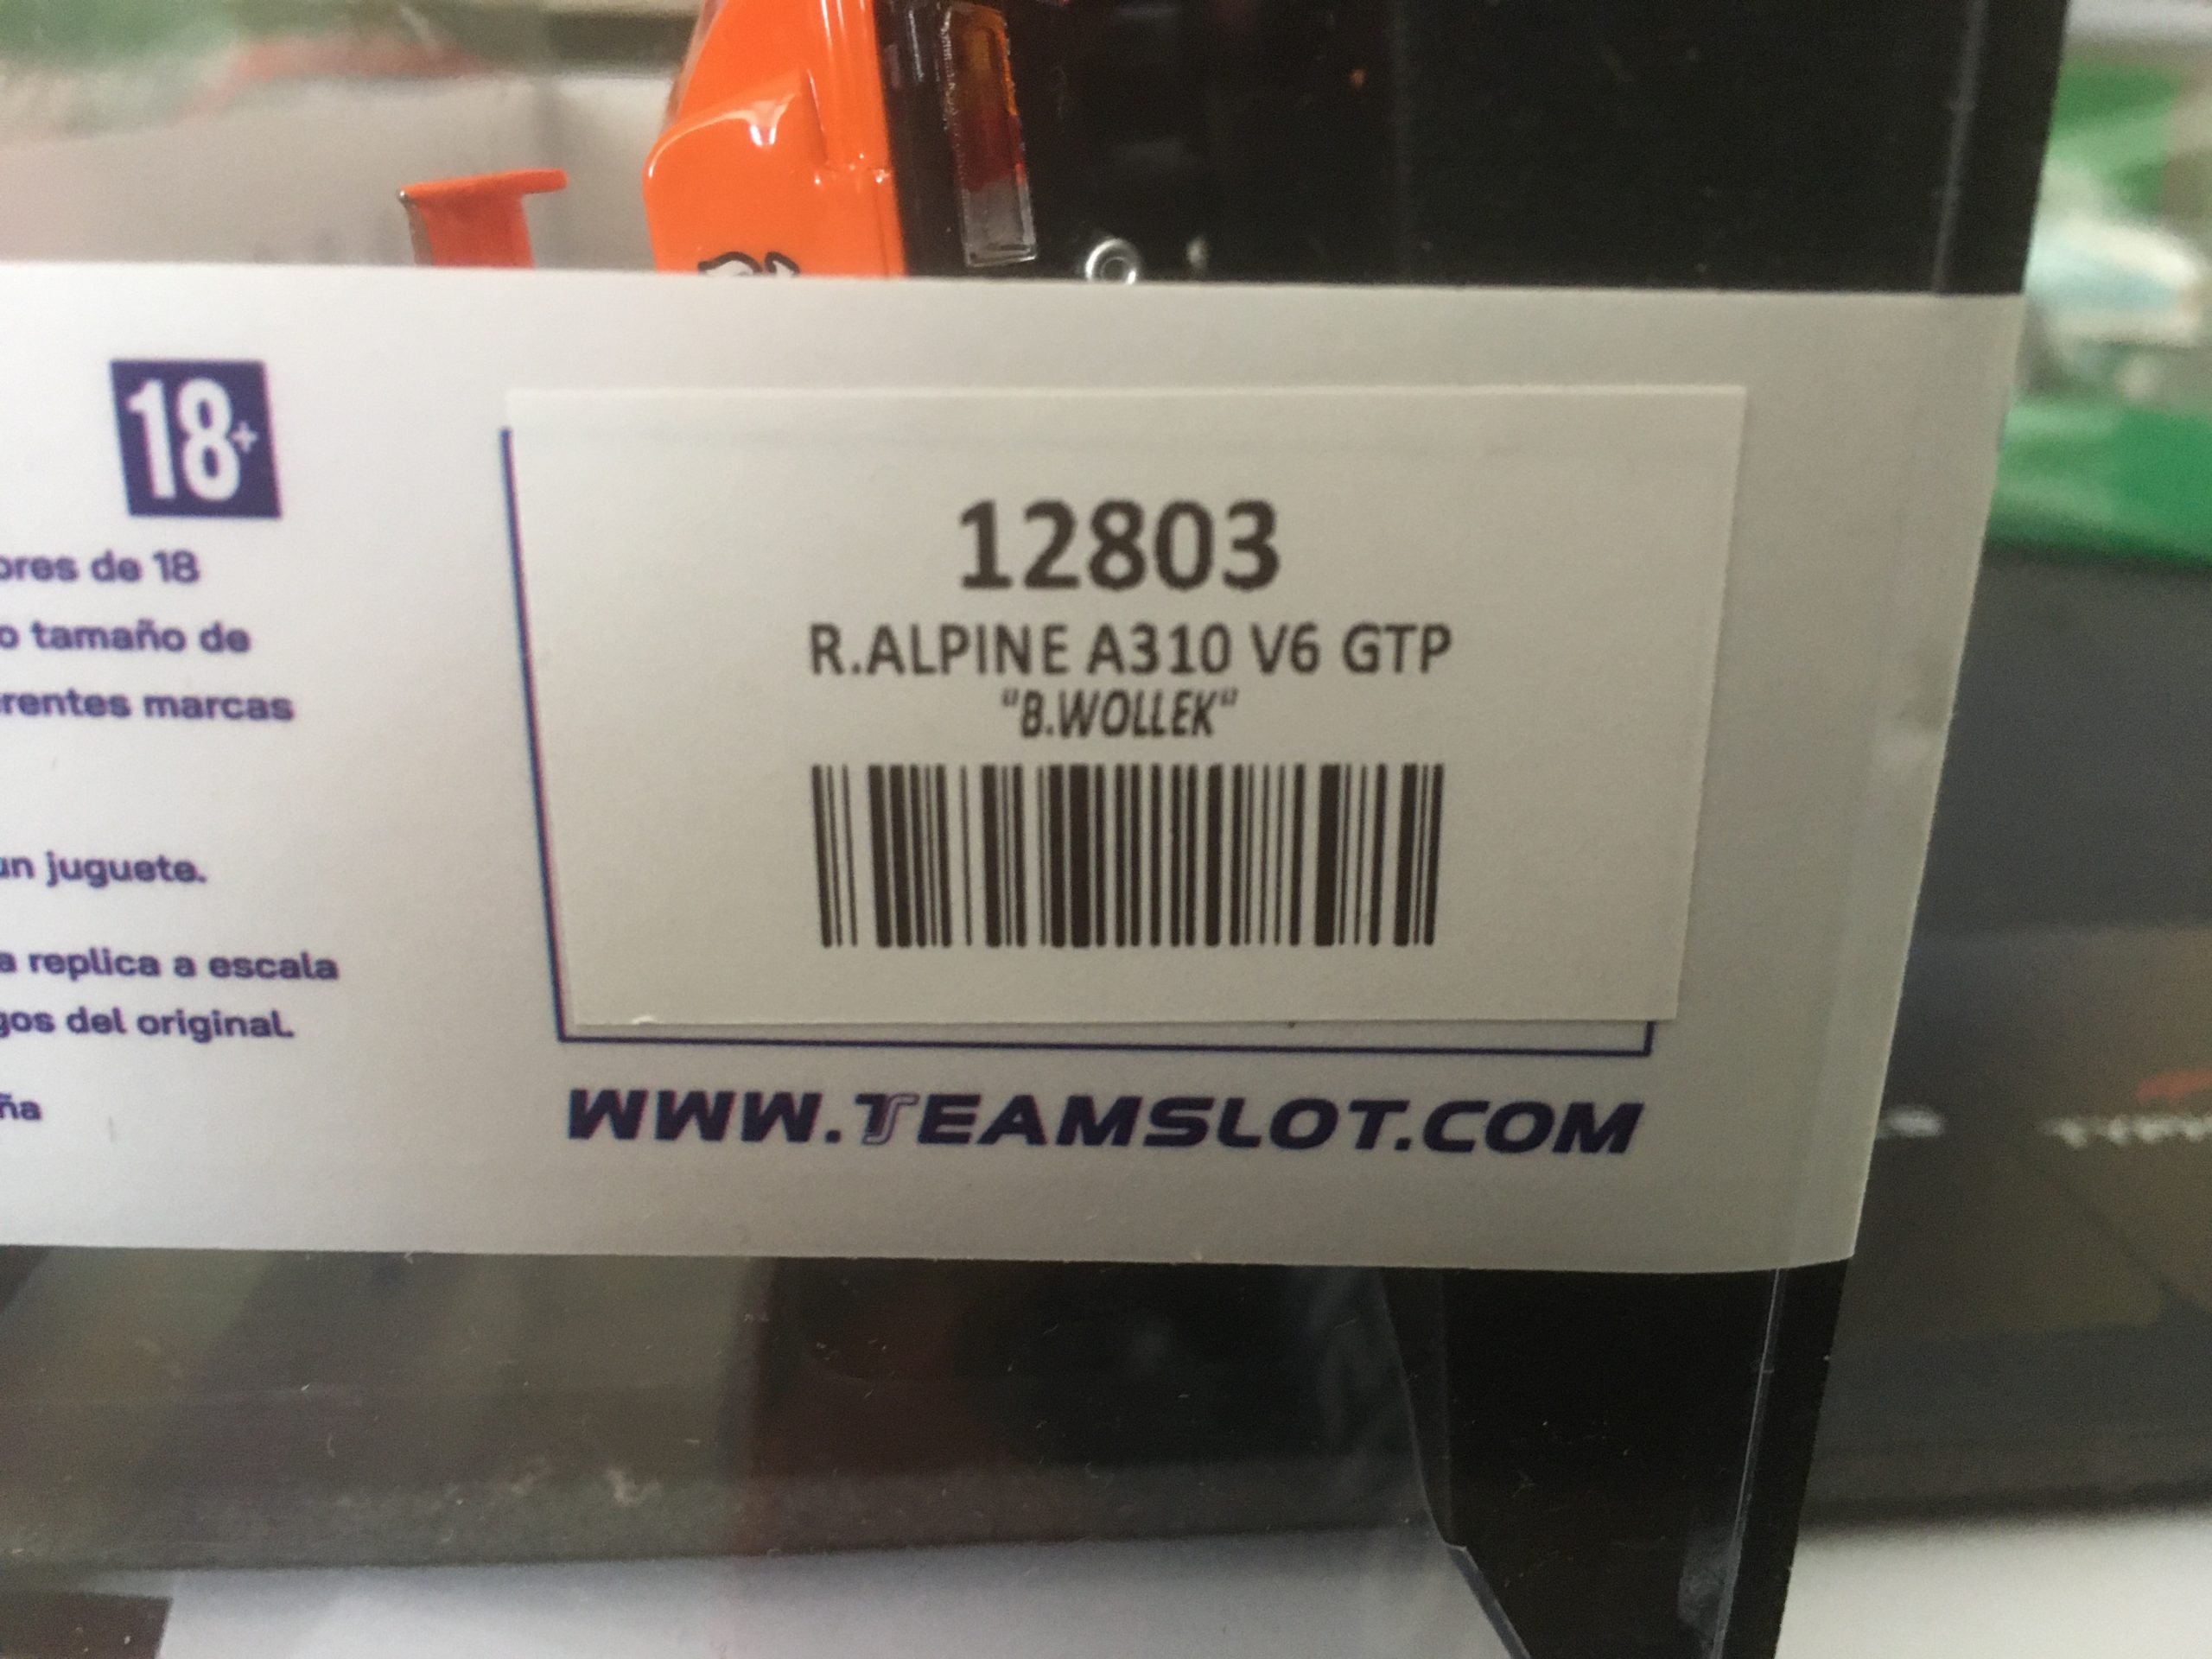 18+
de 18
tamaño de
marcas
juguete.
replica a escala
del original.
12803
R.ALPINE A310 V6 GTP
"B.WOLLEK"
WWW.TEAMSLOT.COM